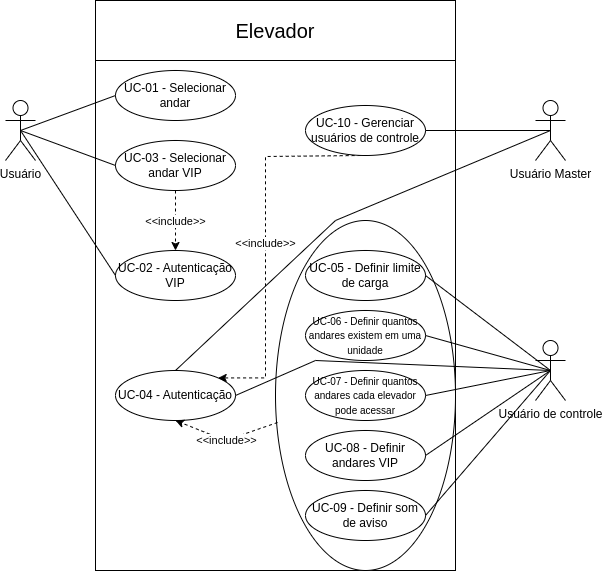 Elevador
UC-01 - Selecionar
andar
UC-10 - Gerenciar
usuários de controle
Usuário
UC-03 - Selecionar
andar VIP
Usuário Master
<<include>>
<<include>>
UC-02 - Autenticação
VIP
UC-05 - Definir limite
de carga
UC-06 - Definir quantos
andares existem em uma
unidade
UC-04 - Autenticação
UC-07 - Definir quantos
andares cada elevador
pode acessar
Usuário de controle
<<include>>
UC-08 - Definir
andares VIP
UC-09 - Definir som
de aviso